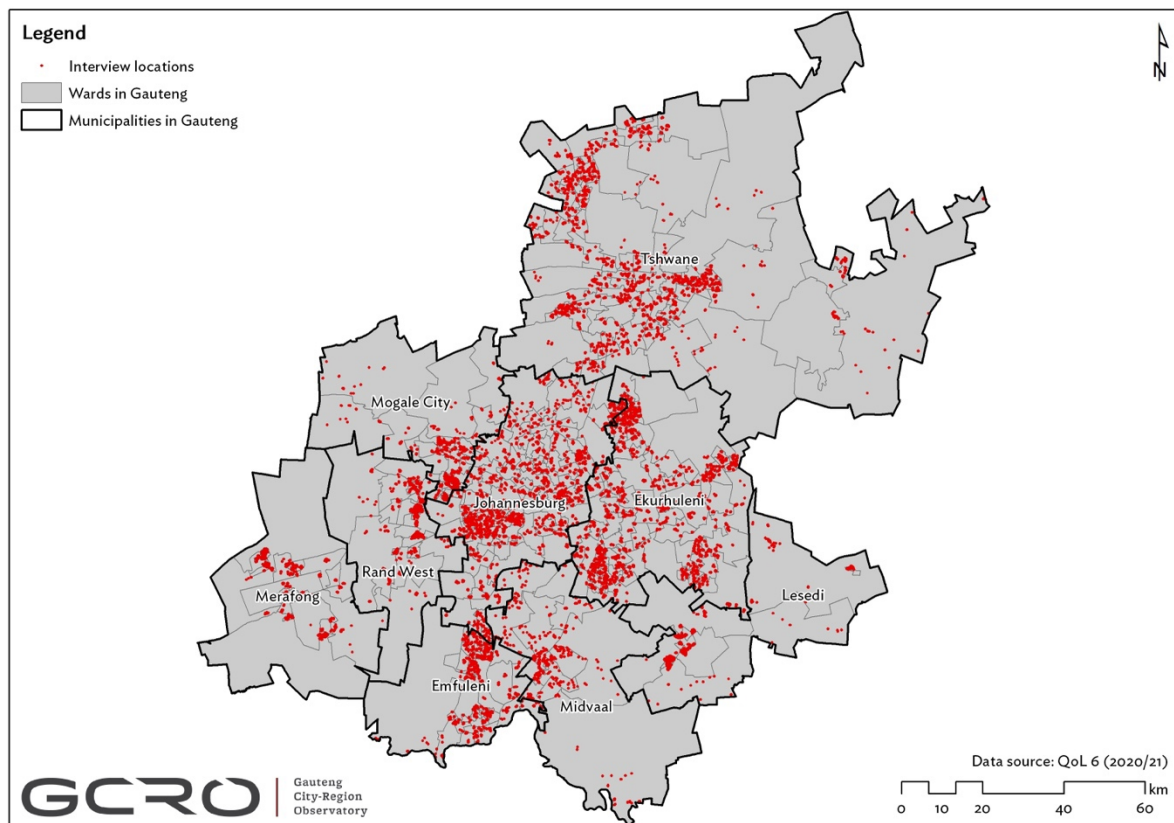 Legend
Interview locations
Wards in Gauteng
Municipalities in Gauteng
N
Tshwane
Mogale City
Johannesburg
Ekurhuleni
Rand West
Merafong
Lesedi
Emfuleni
Midvaal
Data source: QoL 6 (2020/21)
GCRO
Gauteng
City-Region
Observatory
km
0 10 20 40 60